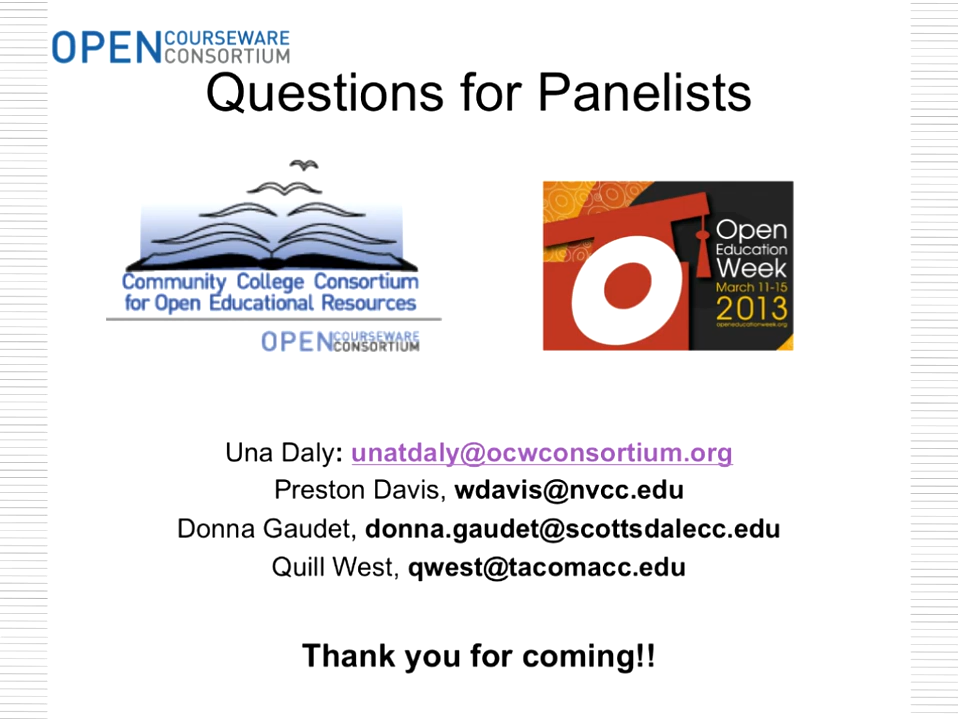 OPEN COURSEWARE CONSORTIUM
Questions for Panelists
Community College Consortium
for Open Educational Resources
OPEN COURSEWARE CONSORTIUM
Open
Education
Week
March 11-15
2013
openeducationweek.org
Una Daly: unatdaly@ocwconsortium.org
Preston Davis, wdavis@nvcc.edu
Donna Gaudet, donna.gaudet@scottsdalecc.edu
Quill West, qwest@tacomacc.edu
Thank you for coming!!